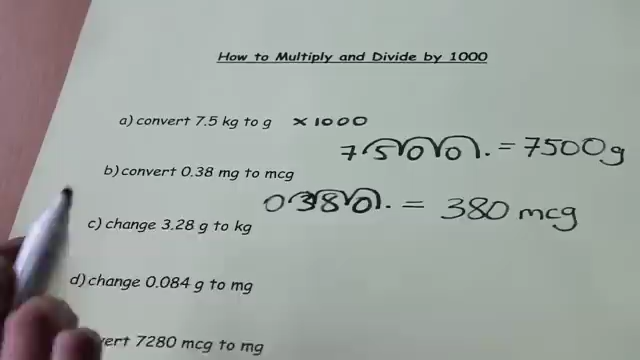 How to Multiply and Divide by 1000
a) convert 7.5 kg to g x 1000
7500. = 7500g
b) convert 0.38 mg to mcg
0380. = 380 mcg
c) change 3.28 g to kg
d) change 0.084 g to mg
vert 7280 mcg to mg